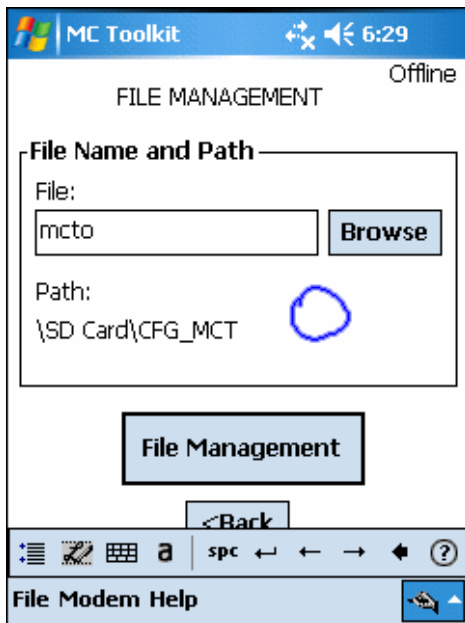 MC Toolkit 6:29
Offline
FILE MANAGEMENT
File Name and Path
File:
mcto Browse
Path:
\SD Card\CFG_MCT
File Management
<Back
a spc ?
File Modem Help